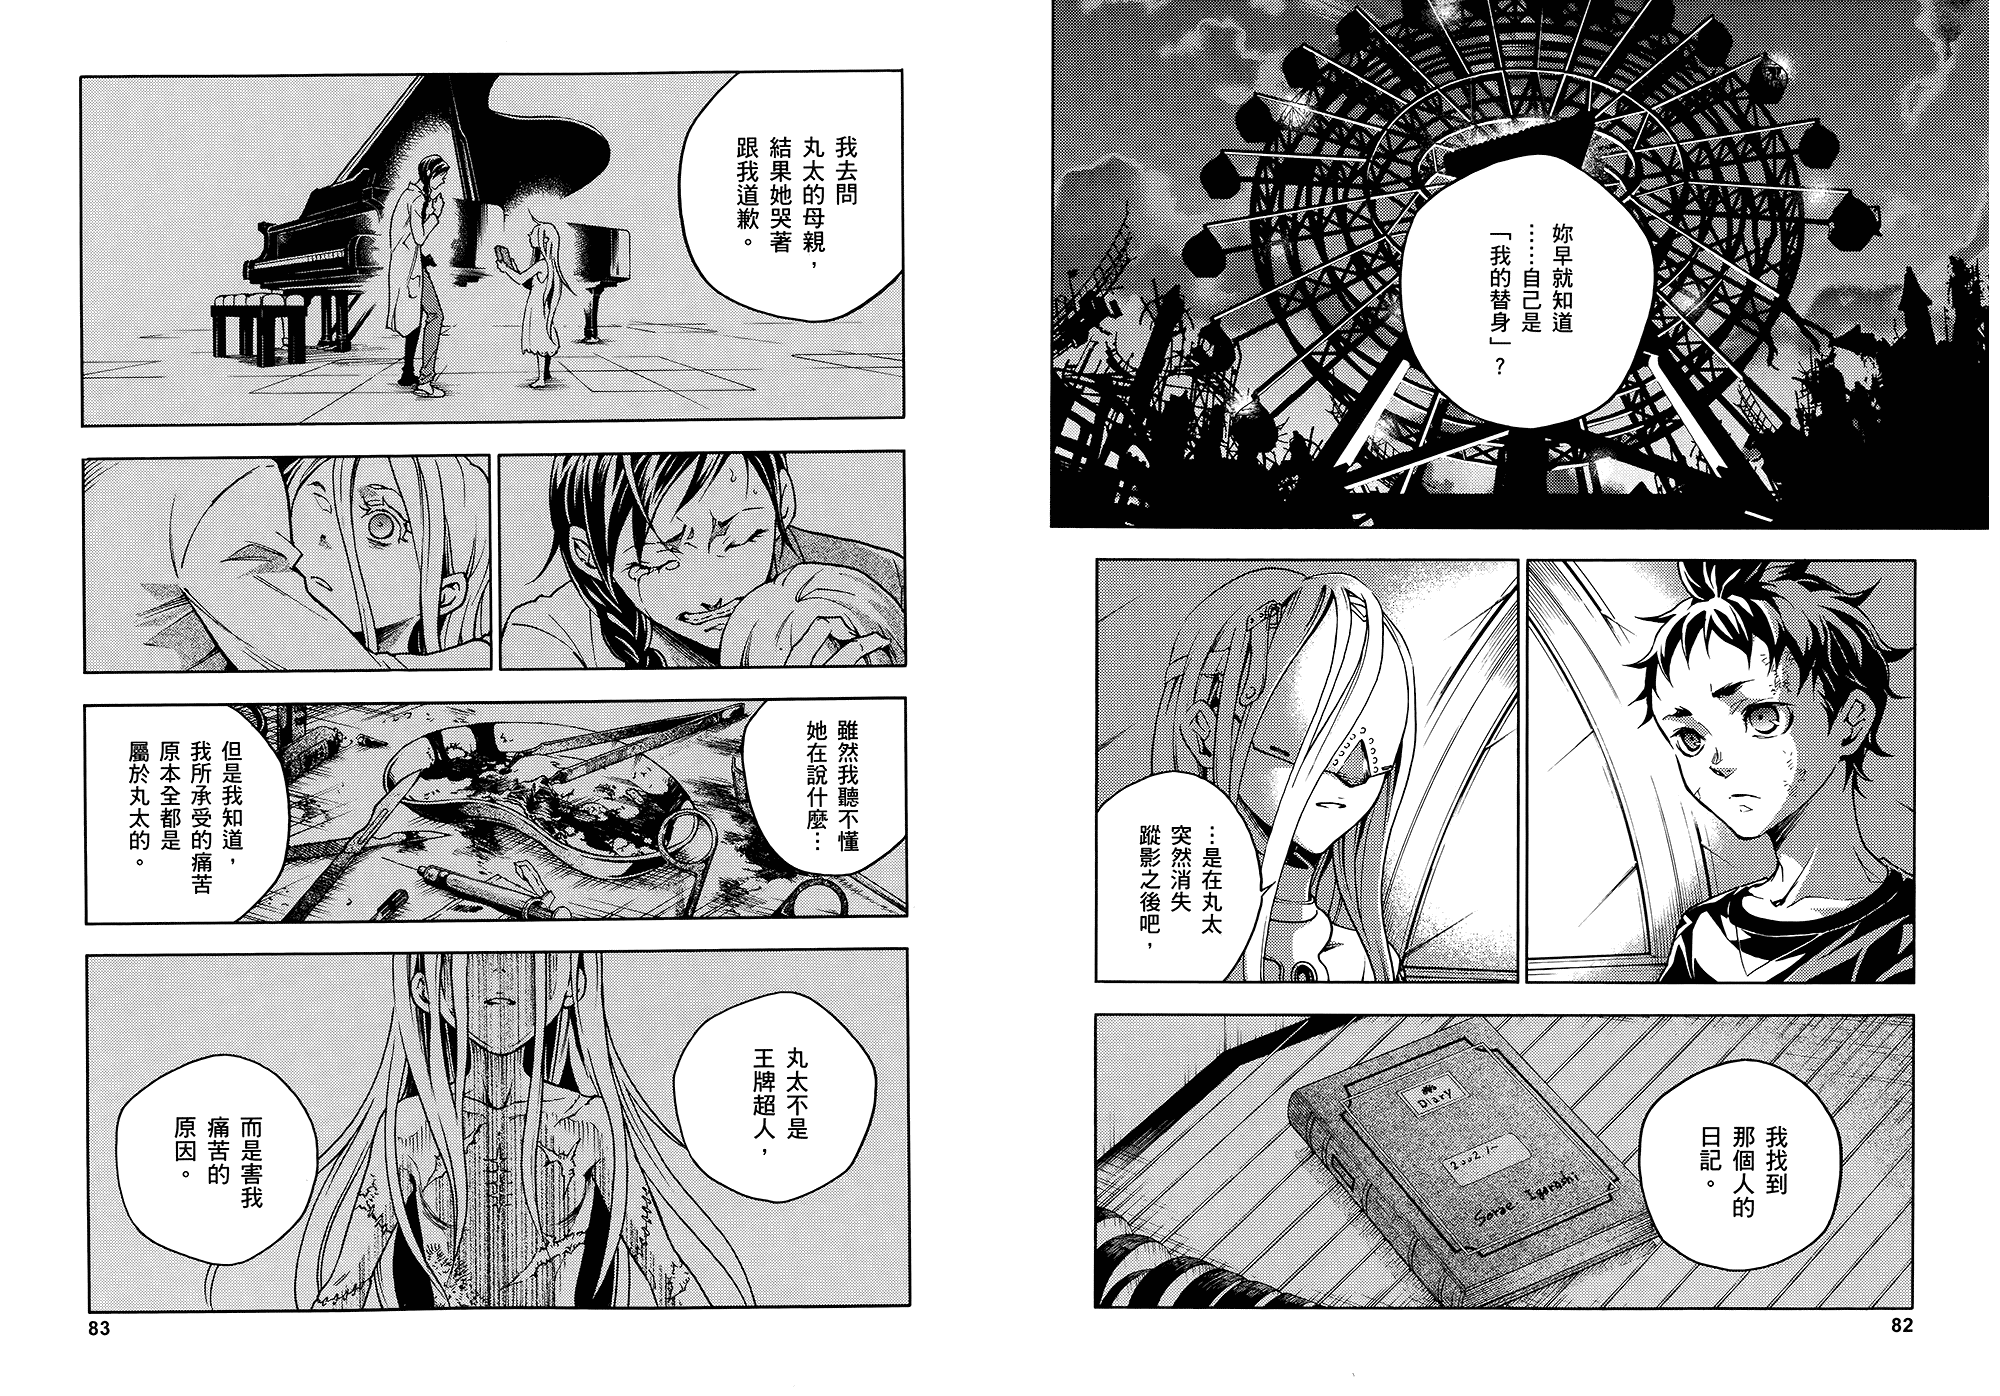 妳早就知道
……自己是
「我的替身」?
…是在丸太
突然消失
蹤影之後吧，
我找到
那個人的
日記。
Diary
2002.1~
Sorae Igarashi
82
我去問
丸太的母親，
結果她哭著
跟我道歉。
雖然我聽不懂
她在說什麼…
但是我知道，
我所承受的痛苦
原本全都是
屬於丸太的。
丸太不是
王牌超人，
而是害我
痛苦的
原因。
83